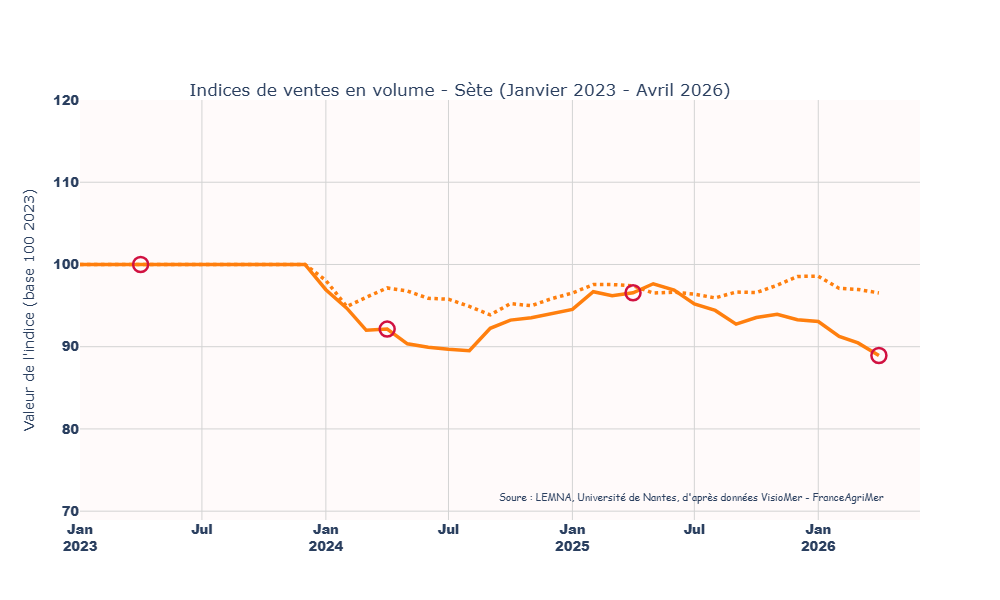 Indices de ventes en volume - Sète (Janvier 2023 - Avril 2026)
Valeur de l'indice (base 100 2023)
120
110
100
90
80
70
Soure : LEMNA, Université de Nantes, d'après données VisioMer - FranceAgriMer
Jan Jul Jan Jul Jan Jul Jan
2023 2024 2025 2026